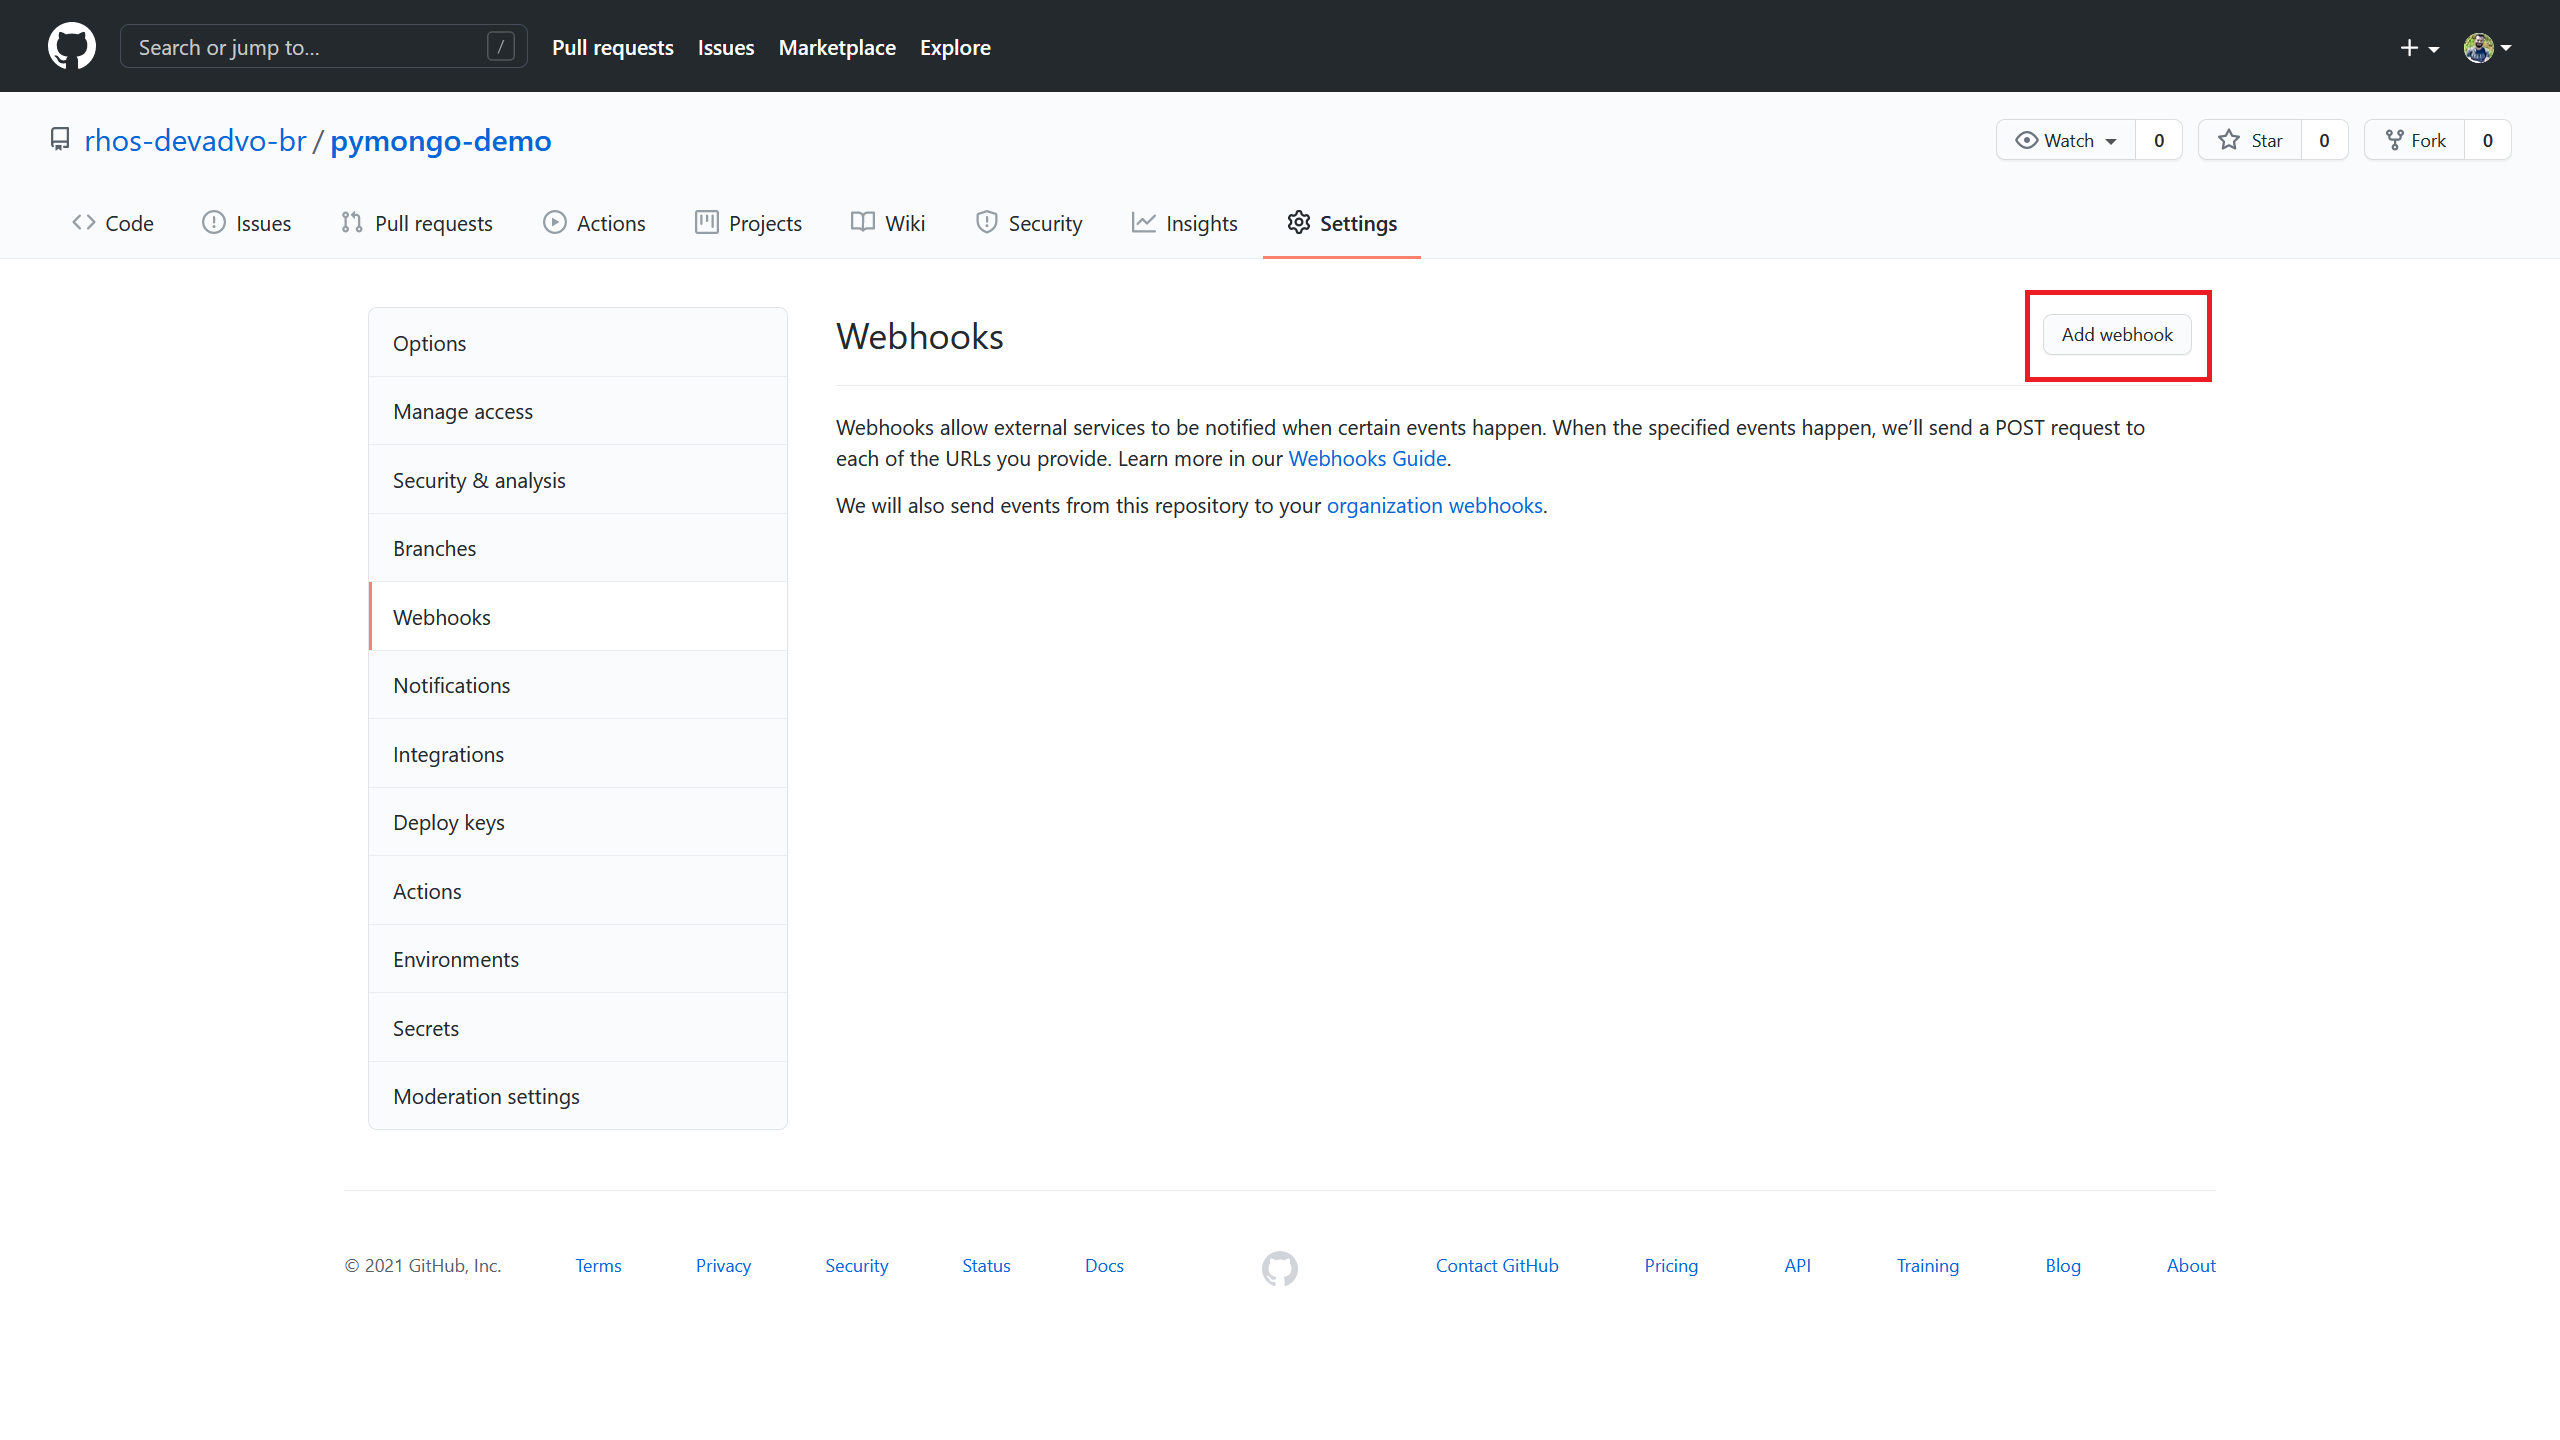 Search or jump to... /
Pull requests Issues Marketplace Explore
rhos-devadvo-br / pymongo-demo
Watch 0 Star 0 Fork 0
Code Issues Pull requests Actions Projects Wiki Security Insights Settings
Options
Manage access
Security & analysis
Branches
Webhooks
Notifications
Integrations
Deploy keys
Actions
Environments
Secrets
Moderation settings
Webhooks
Add webhook
Webhooks allow external services to be notified when certain events happen. When the specified events happen, we’ll send a POST request to
each of the URLs you provide. Learn more in our Webhooks Guide.
We will also send events from this repository to your organization webhooks.
© 2021 GitHub, Inc. Terms Privacy Security Status Docs Contact GitHub Pricing API Training Blog About